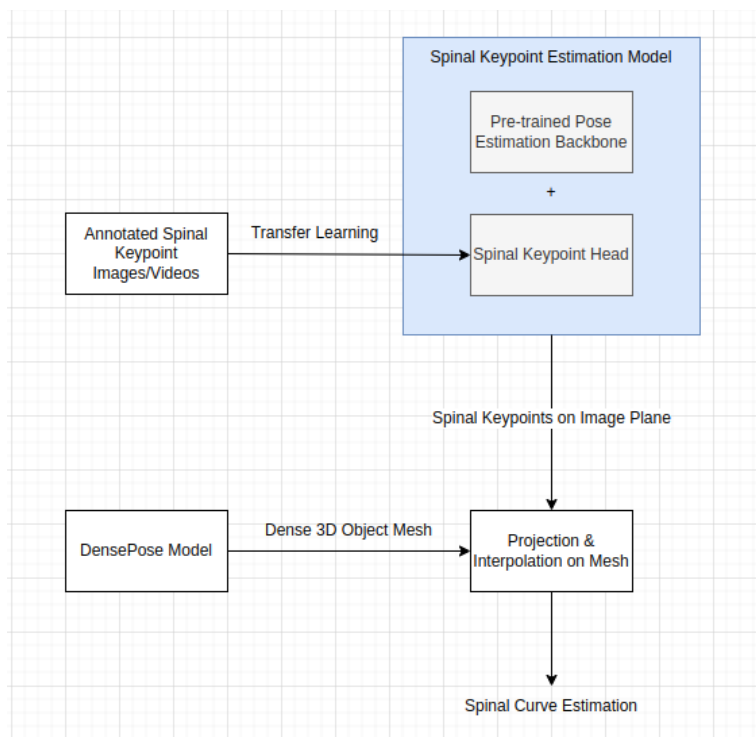 Spinal Keypoint Estimation Model
Pre-trained Pose
Estimation Backbone
+
Annotated Spinal
Keypoint
Images/Videos
Transfer Learning
Spinal Keypoint Head
Spinal Keypoints on Image Plane
DensePose Model
Dense 3D Object Mesh
Projection &
Interpolation on Mesh
Spinal Curve Estimation